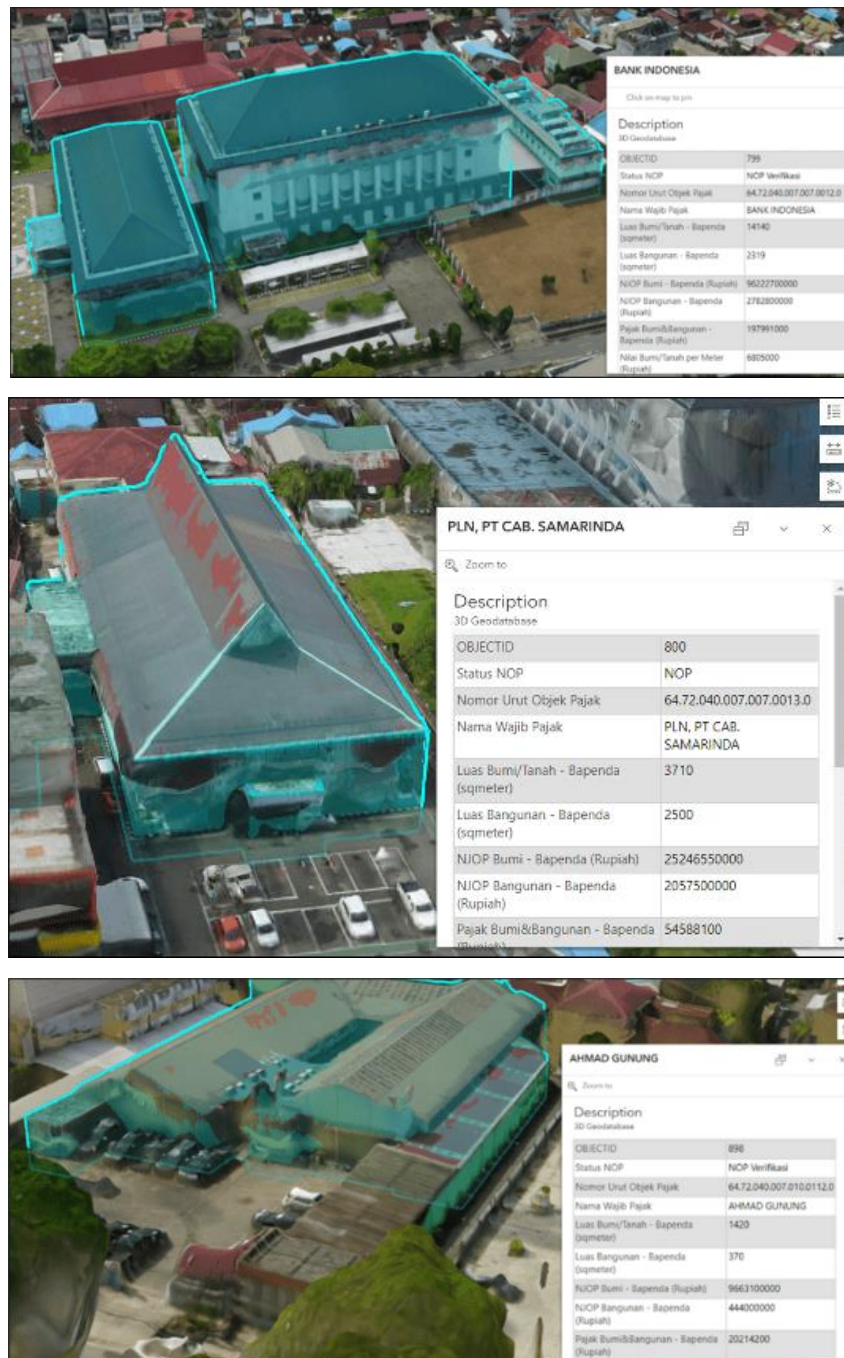 BANK INDONESIA
Click on map to pin
Description
3D Geodatabase
OBJECTID 799
Status NOP NOP Verifikasi
Nomor Urut Objek Pajak 64.72.040.007.007.0012.0
Nama Wajib Pajak BANK INDONESIA
Luas Bumi/Tanah - Bapenda 14140
(sqmeter)
Luas Bangunan - Bapenda 2319
(sqmeter)
NJOP Bumi - Bapenda (Rupiah) 96222700000
NJOP Bangunan - Bapenda 2782800000
(Rupiah)
Pajak Bumi&Bangunan - 197991000
Bapenda (Rupiah)
Nilai Bumi/Tanah per Meter 6805000
(Rupiah)
PLN, PT CAB. SAMARINDA
Zoom to
Description
3D Geodatabase
OBJECTID 800
Status NOP NOP
Nomor Urut Objek Pajak 64.72.040.007.007.0013.0
Nama Wajib Pajak PLN, PT CAB.
SAMARINDA
Luas Bumi/Tanah - Bapenda 3710
(sqmeter)
Luas Bangunan - Bapenda 2500
(sqmeter)
NJOP Bumi - Bapenda (Rupiah) 25246550000
NJOP Bangunan - Bapenda 2057500000
(Rupiah)
Pajak Bumi&Bangunan - Bapenda 54588100
(Rupiah)
AHMAD GUNUNG
Zoom to
Description
3D Geodatabase
OBJECTID 898
Status NOP NOP Verifikasi
Nomor Urut Objek Pajak 64.72.040.007.010.0112.0
Nama Wajib Pajak AHMAD GUNUNG
Luas Bumi/Tanah - Bapenda 1420
(sqmeter)
Luas Bangunan - Bapenda 370
(sqmeter)
NJOP Bumi - Bapenda (Rupiah) 9663100000
NJOP Bangunan - Bapenda 444000000
(Rupiah)
Pajak Bumi&Bangunan - Bapenda 20214200
(Rupiah)